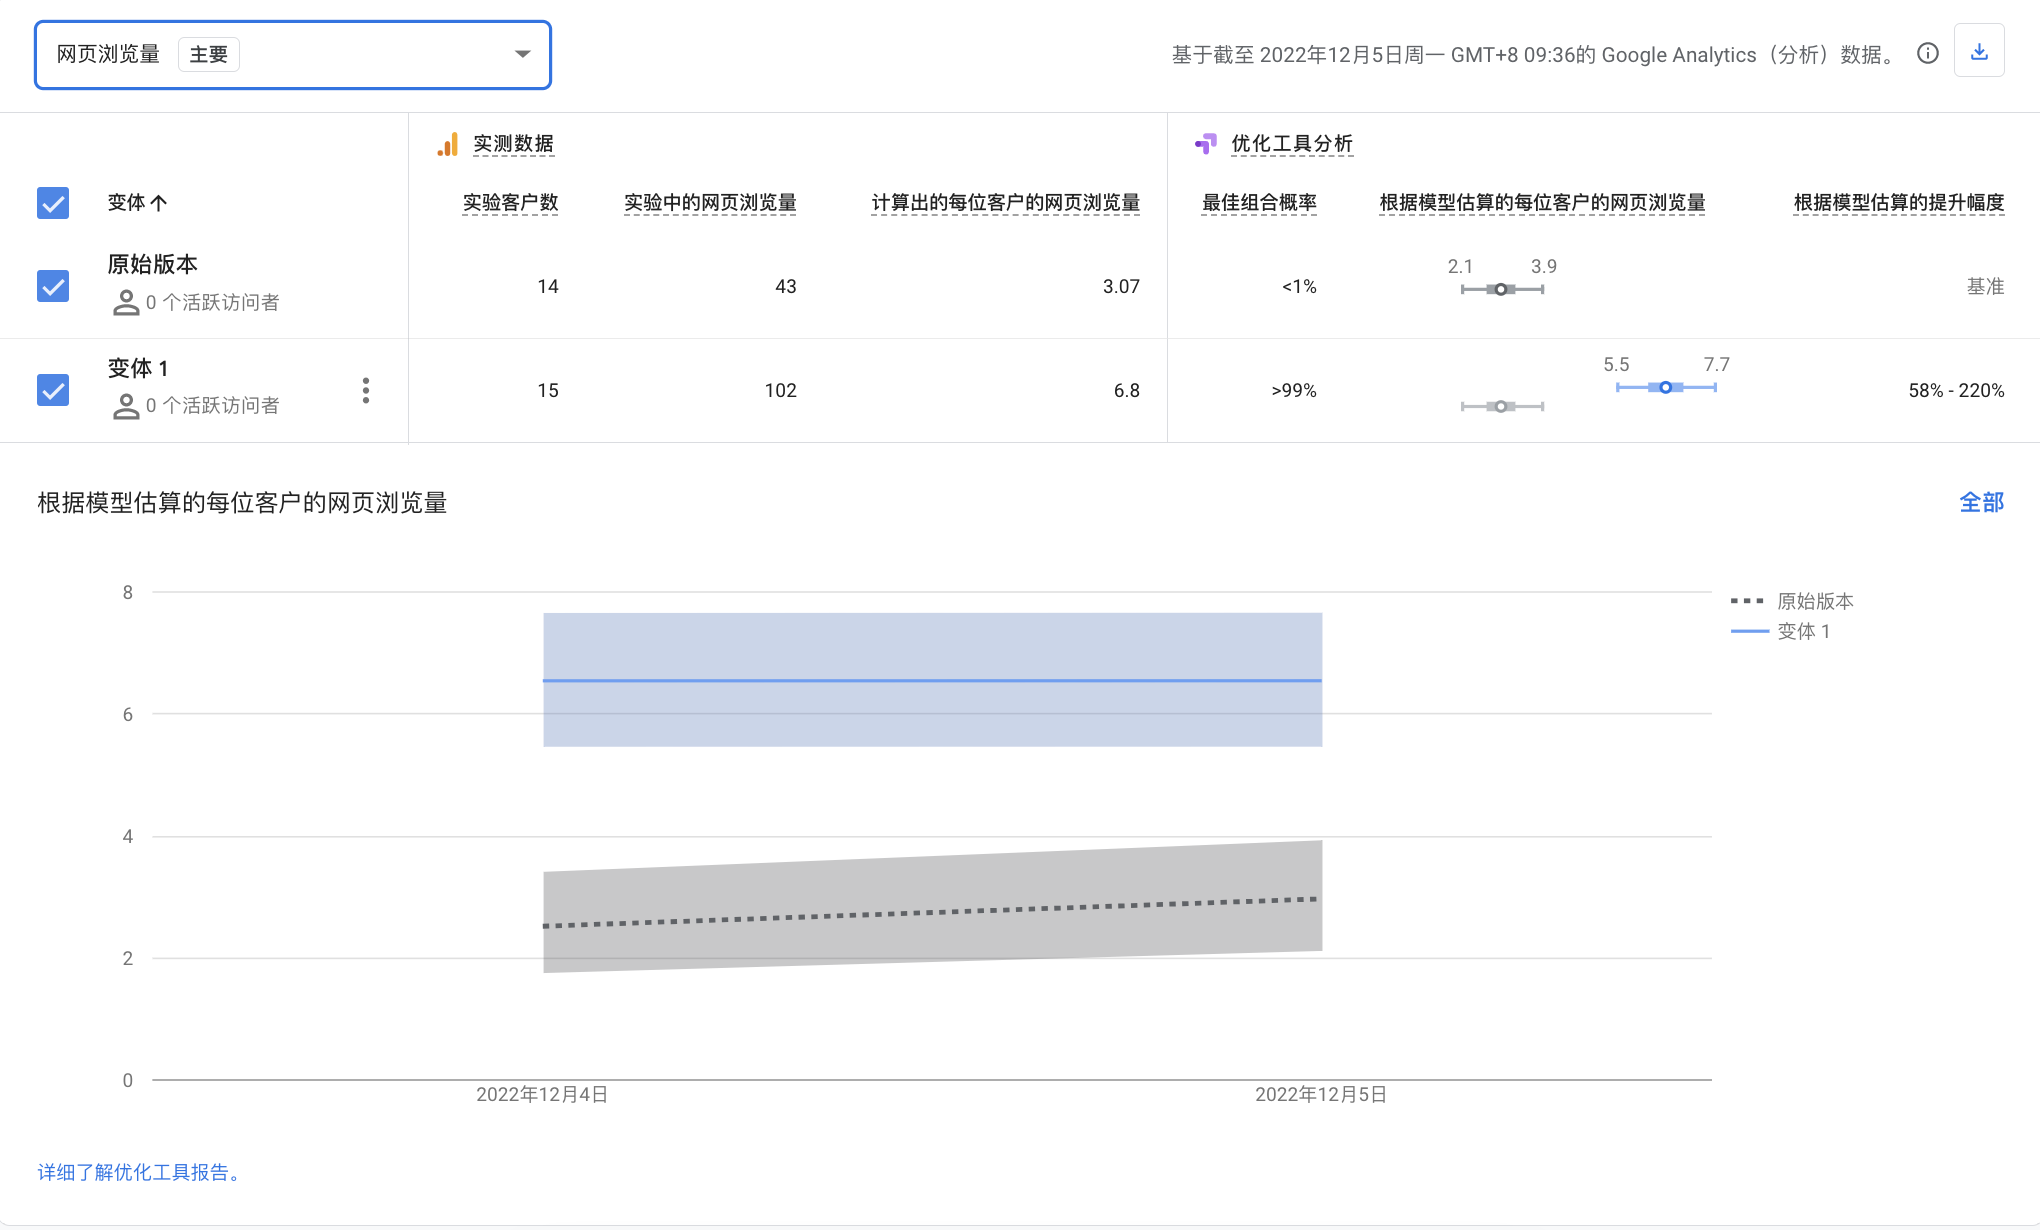 网页浏览量 主要
基于截至 2022年12月5日周一 GMT+8 09:36的 Google Analytics（分析）数据。
实测数据
优化工具分析
变体
实验客户数
实验中的网页浏览量
计算出的每位客户的网页浏览量
最佳组合概率
根据模型估算的每位客户的网页浏览量
根据模型估算的提升幅度
原始版本
0 个活跃访问者
14
43
3.07
<1%
2.1 3.9
基准
变体 1
0 个活跃访问者
15
102
6.8
>99%
5.5 7.7
58% - 220%
根据模型估算的每位客户的网页浏览量
全部
8
6
4
2
0
原始版本
变体 1
2022年12月4日
2022年12月5日
详细了解优化工具报告。